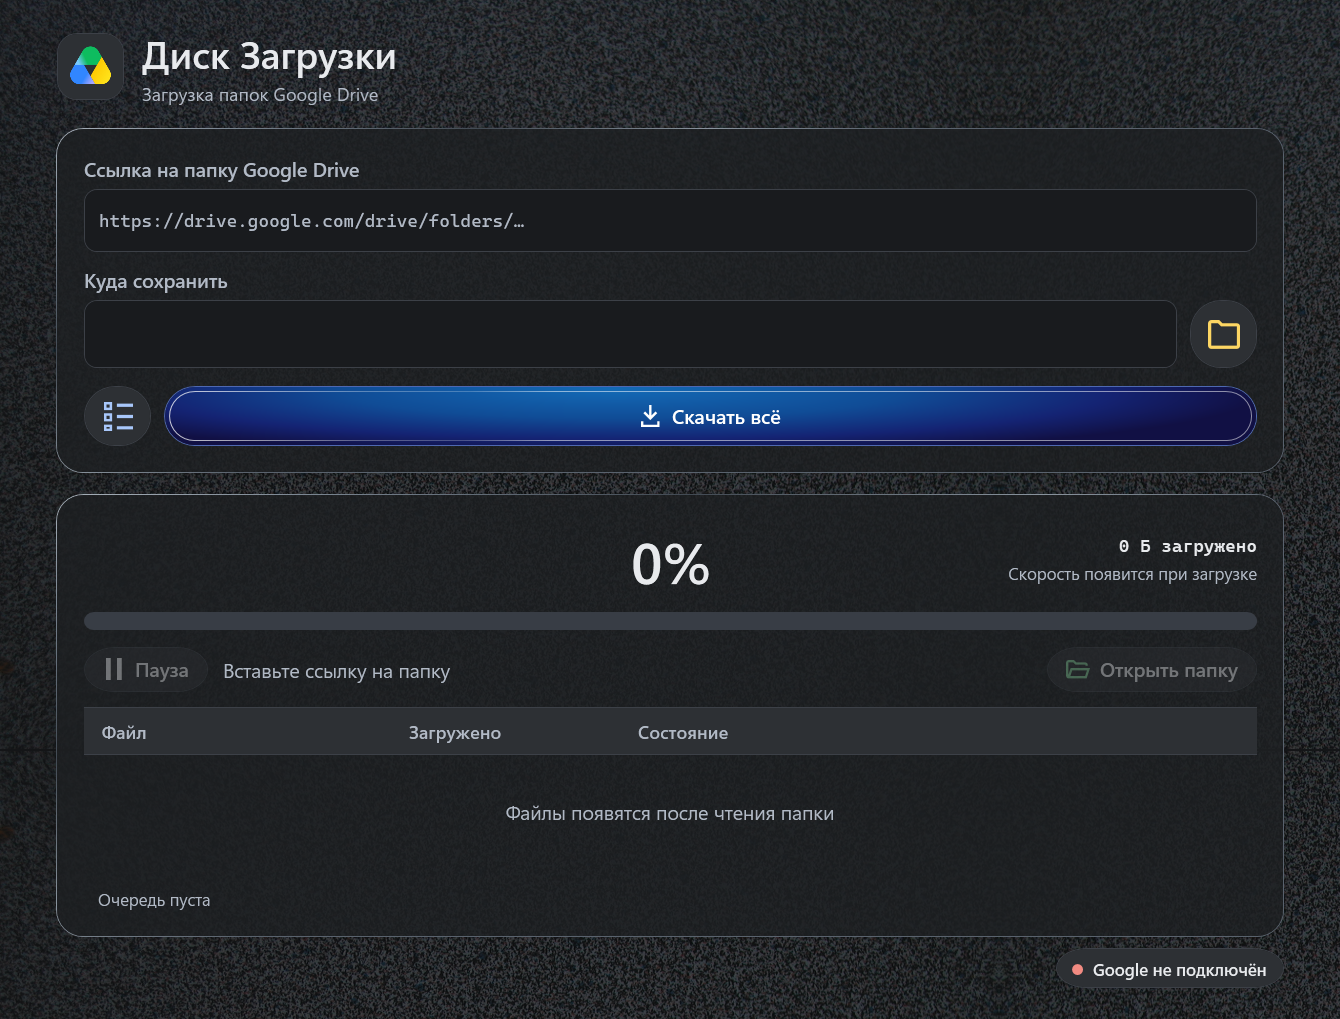 Диск Загрузки
Загрузка папок Google Drive
Ссылка на папку Google Drive
https://drive.google.com/drive/folders/…
Куда сохранить
Скачать всё
0%
0 Б загружено
Скорость появится при загрузке
Пауза
Вставьте ссылку на папку
Открыть папку
Файл Загружено Состояние
Файлы появятся после чтения папки
Очередь пуста
Google не подключён